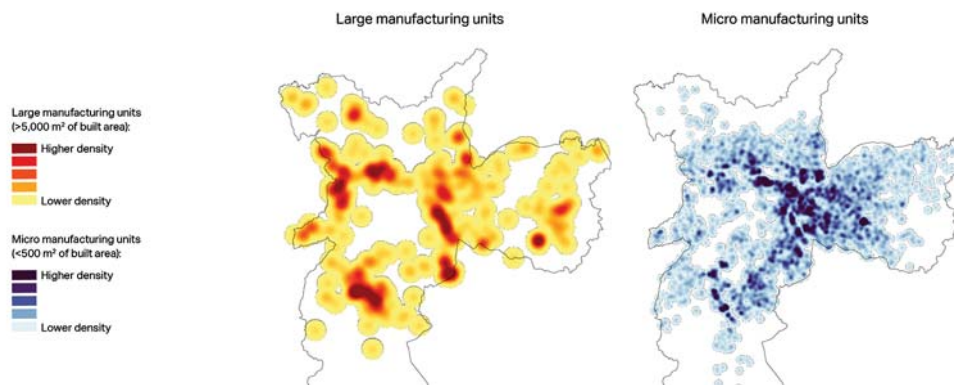 Large manufacturing units
Micro manufacturing units
Large manufacturing units
(>5,000 m² of built area):
Higher density
Lower density
Micro manufacturing units
(<500 m² of built area):
Higher density
Lower density